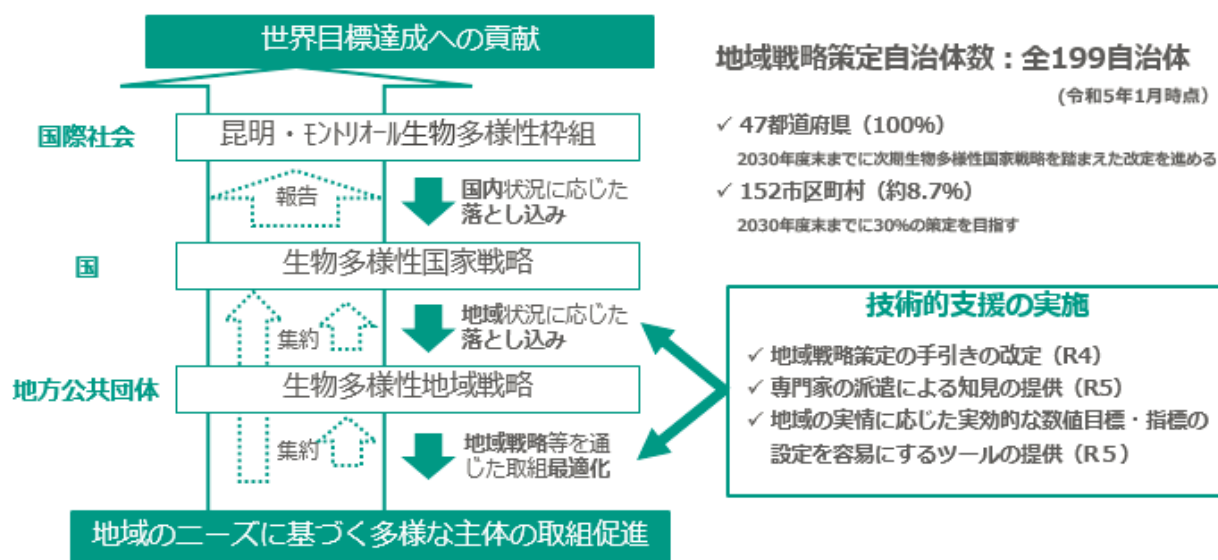 世界目標達成への貢献
国際社会
昆明・モントリオール生物多様性枠組
報告
国内状況に応じた
落とし込み
国
生物多様性国家戦略
集約
地域状況に応じた
落とし込み
地方公共団体
生物多様性地域戦略
集約
地域戦略等を通
じた取組最適化
地域のニーズに基づく多様な主体の取組促進
地域戦略策定自治体数：全199自治体
(令和5年1月時点)
✓ 47都道府県（100%）
2030年度末までに次期生物多様性国家戦略を踏まえた改定を進める
✓ 152市区町村（約8.7%）
2030年度末までに30%の策定を目指す
技術的支援の実施
✓ 地域戦略策定の手引きの改定（R4）
✓ 専門家の派遣による知見の提供（R5）
✓ 地域の実情に応じた実効的な数値目標・指標の
設定を容易にするツールの提供（R５）